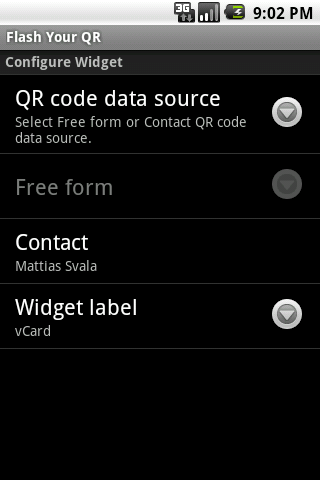 3G
9:02 PM
Flash Your QR
Configure Widget
QR code data source
Select Free form or Contact QR code
data source.
Free form
Contact
Mattias Svala
Widget label
vCard